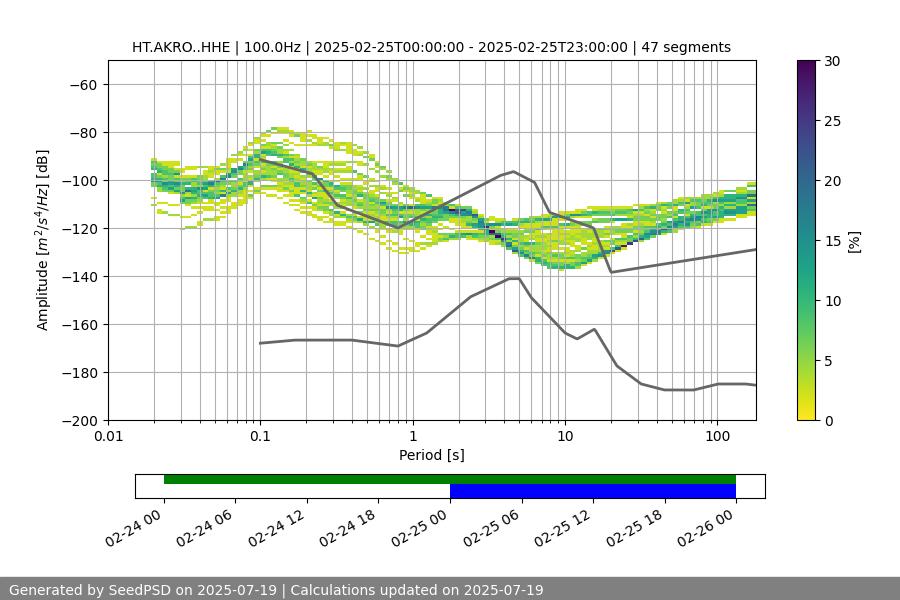 HT.AKRO..HHE | 100.0Hz | 2025-02-25T00:00:00 - 2025-02-25T23:00:00 | 47 segments
−60
−80
−100
−120
−140
−160
−180
−200
Amplitude [m²/s⁴/Hz] [dB]
0.01 0.1 1 10 100
Period [s]
30
25
20
15
10
5
0
[%]
02-24 00 02-24 06 02-24 12 02-24 18 02-25 00 02-25 06 02-25 12 02-25 18 02-26 00
Generated by SeedPSD on 2025-07-19 | Calculations updated on 2025-07-19